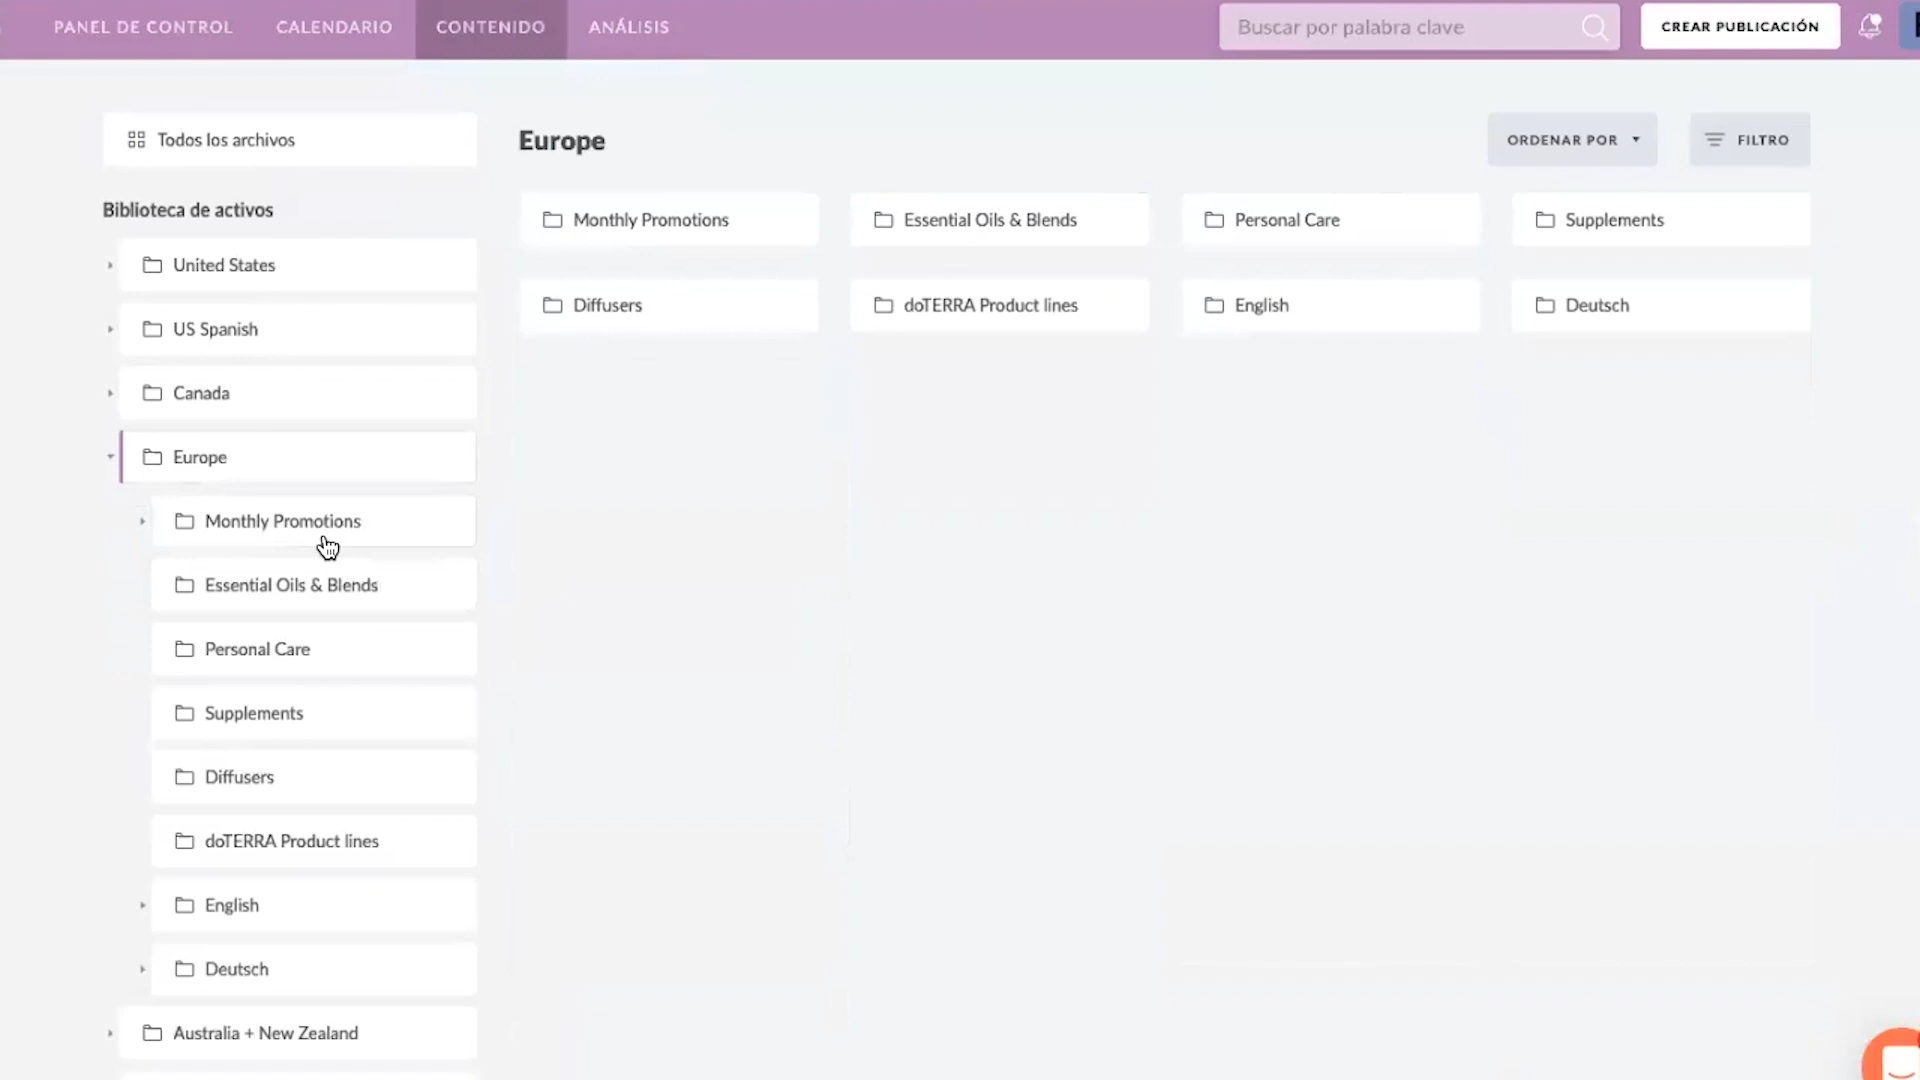 PANEL DE CONTROL CALENDARIO CONTENIDO ANÁLISIS Buscar por palabra clave CREAR PUBLICACIÓN
Todos los archivos
Biblioteca de activos
United States
US Spanish
Canada
Europe
Monthly Promotions
Essential Oils & Blends
Personal Care
Supplements
Diffusers
doTERRA Product lines
English
Deutsch
Australia + New Zealand
Europe ORDENAR POR FILTRO
Monthly Promotions Essential Oils & Blends Personal Care Supplements
Diffusers doTERRA Product lines English Deutsch